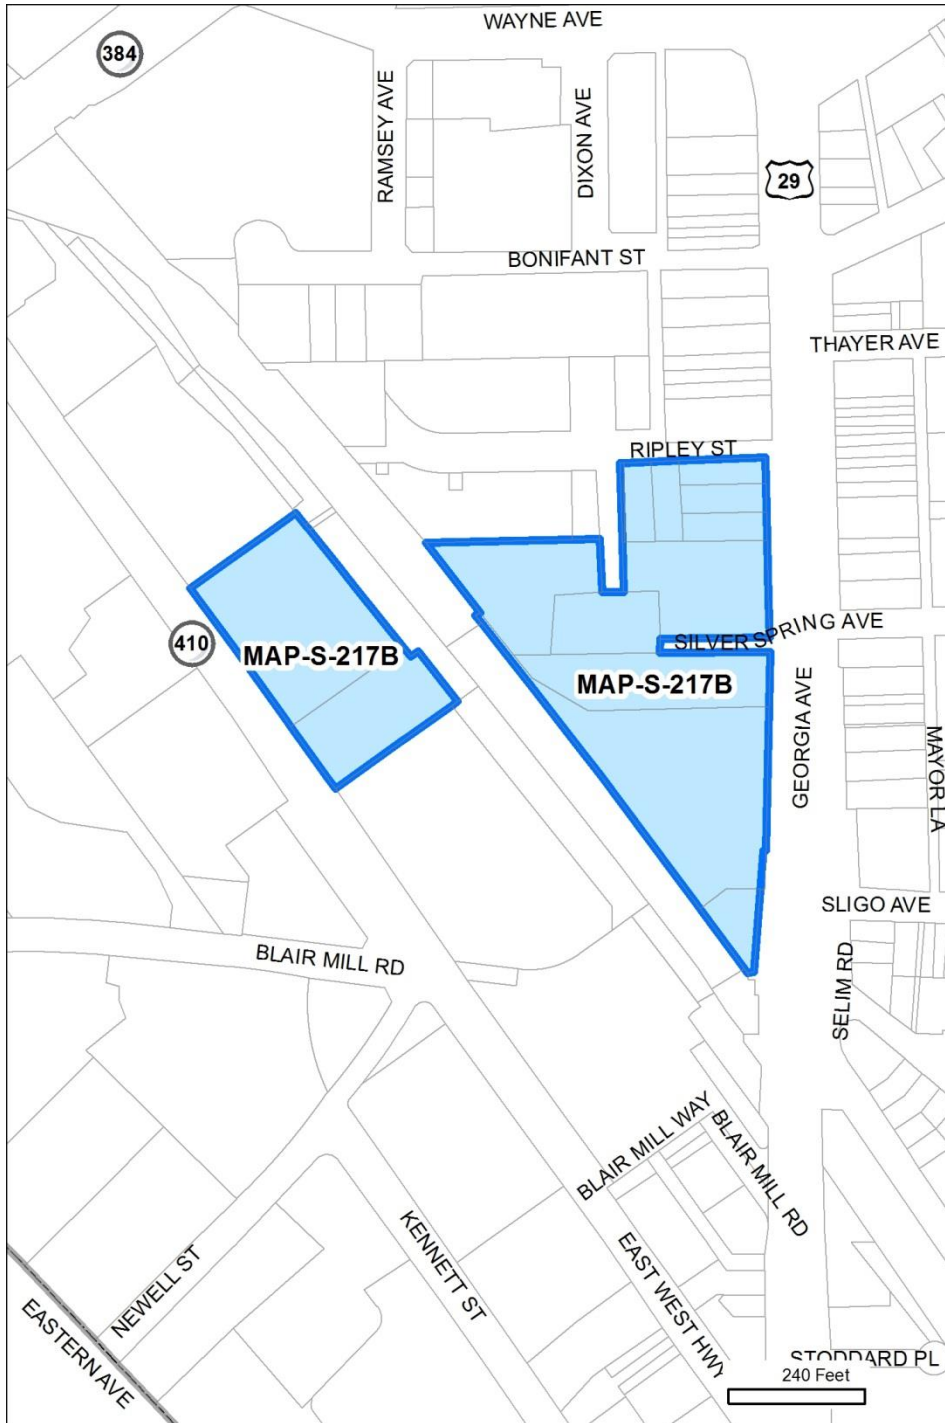 WAYNE AVE
384
RAMSEY AVE
DIXON AVE
29
BONIFANT ST
THAYER AVE
RIPLEY ST
SILVER SPRING AVE
410
MAP-S-217B
MAP-S-217B
GEORGIA AVE
MAYOR LA
SLIGO AVE
BLAIR MILL RD
SELIM RD
BLAIR MILL WAY
BLAIR MILL RD
KENNETT ST
EAST WEST HWY
NEWELL ST
EASTERN AVE
STODDARD PL
240 Feet